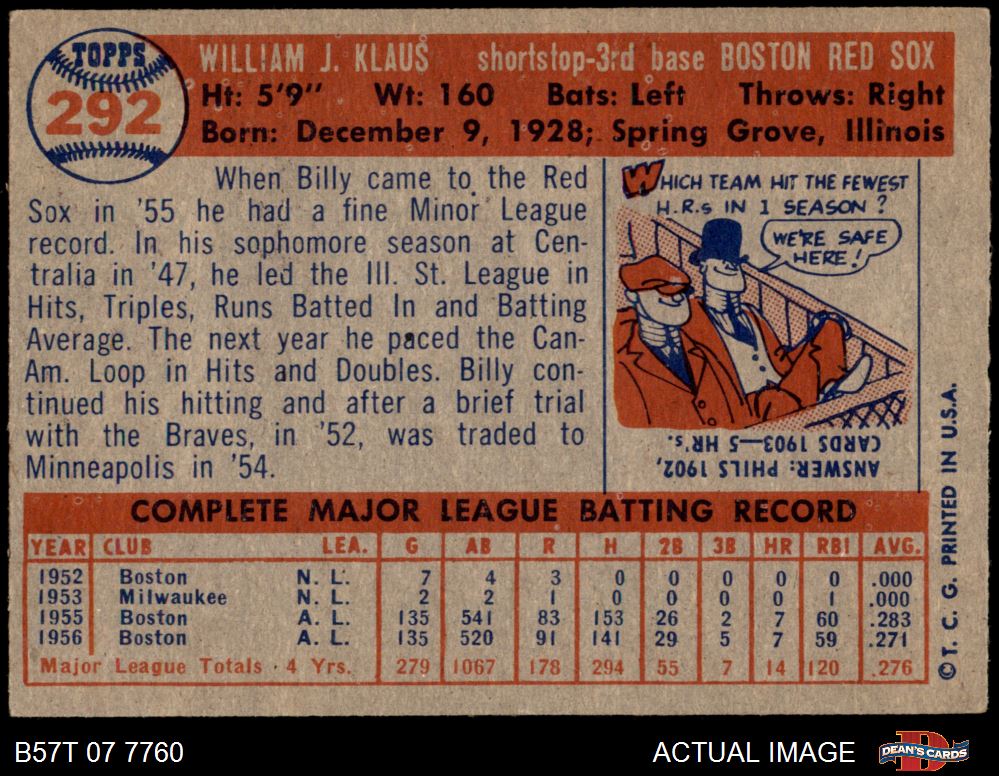 TOPPS
292
WILLIAM J. KLAUS shortstop-3rd base BOSTON RED SOX
Ht: 5'9" Wt: 160 Bats: Left Throws: Right
Born: December 9, 1928; Spring Grove, Illinois
When Billy came to the Red
Sox in '55 he had a fine Minor League
record. In his sophomore season at Cen-
tralia in '47, he led the Ill. St. League in
Hits, Triples, Runs Batted In and Batting
Average. The next year he paced the Can-
Am. Loop in Hits and Doubles. Billy con-
tinued his hitting and after a brief trial
with the Braves, in '52, was traded to
Minneapolis in '54.
WHICH TEAM HIT THE FEWEST
H.R.s IN 1 SEASON?
WE'RE SAFE
HERE!
ANSWER: PHILS 1902,
CARDS 1903—5 HR's.
COMPLETE MAJOR LEAGUE BATTING RECORD
YEAR CLUB LEA. G AB R H 2B 3B HR RBI AVG.
1952 Boston N. L. 7 4 3 0 0 0 0 0 .000
1953 Milwaukee N. L. 2 2 1 0 0 0 0 1 .000
1955 Boston A. L. 135 541 83 153 26 2 7 60 .283
1956 Boston A. L. 135 520 91 141 29 5 7 59 .271
Major League Totals 4 Yrs. 279 1067 178 294 55 7 14 120 .276
©T. C. G. PRINTED IN U.S.A.
B57T 07 7760
ACTUAL IMAGE
DEAN'S CARDS